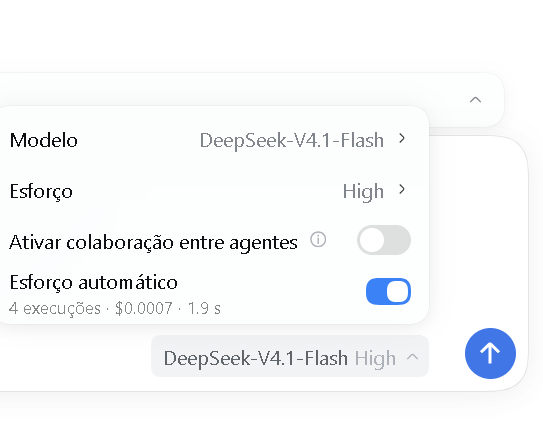 Modelo DeepSeek-V4.1-Flash
Esforço High
Ativar colaboração entre agentes
Esforço automático
4 execuções · $0.0007 · 1.9 s
DeepSeek-V4.1-Flash High